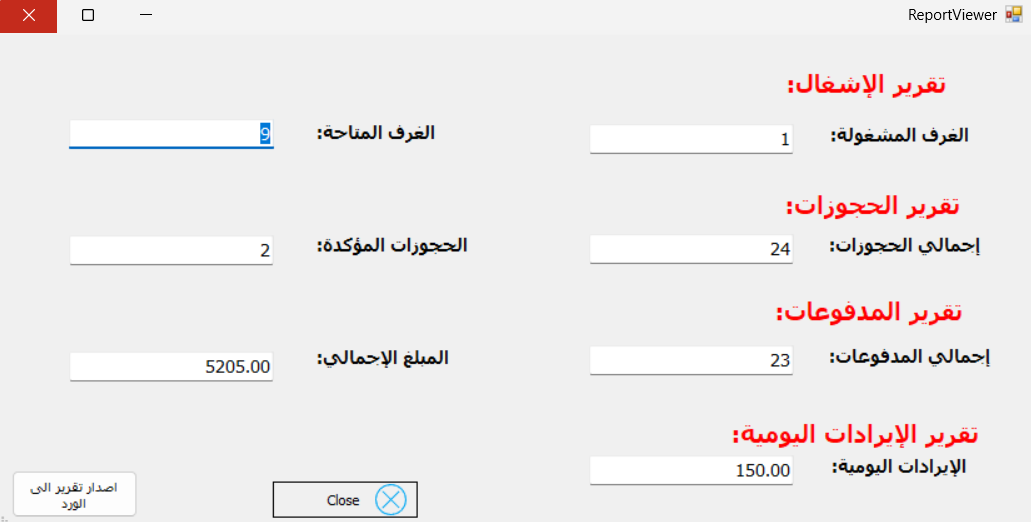 ReportViewer
تقرير الإشغال:
الغرف المشغولة:
1
الغرف المتاحة:
9
تقرير الحجوزات:
إجمالي الحجوزات:
24
الحجوزات المؤكدة:
2
تقرير المدفوعات:
إجمالي المدفوعات:
23
المبلغ الإجمالي:
5205.00
تقرير الإيرادات اليومية:
الإيرادات اليومية:
150.00
Close
اصدار تقرير الى
الورد